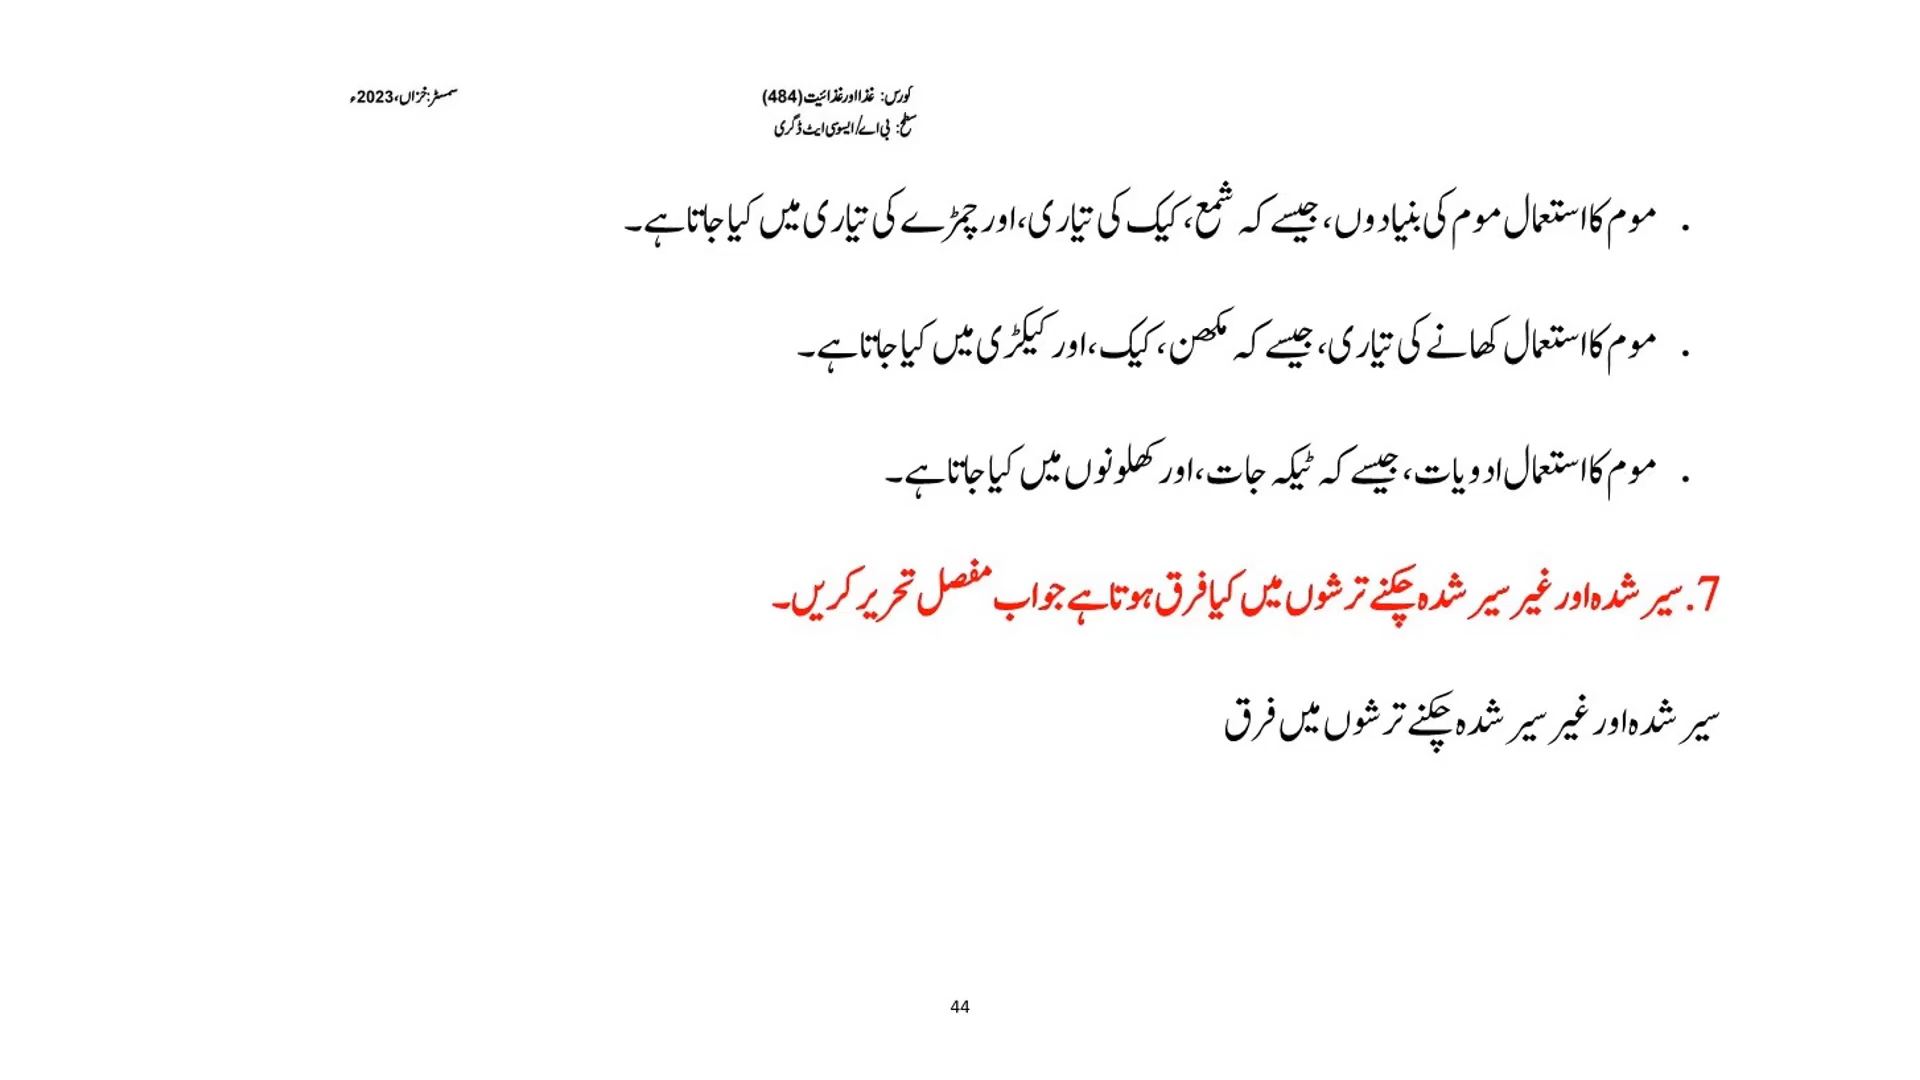 کورس: غذا اور غذائیت (484) سمسٹر: خزاں، 2023ء
سطح: بی اے/ ایسوسی ایٹ ڈگری
• موم کا استعمال موم کی بنیادوں، جیسے کہ شمع، کیک کی تیاری، اور چمڑے کی تیاری میں کیا جاتا ہے۔
• موم کا استعمال کھانے کی تیاری، جیسے کہ مکھن، کیک، اور کیکڑی میں کیا جاتا ہے۔
• موم کا استعمال ادویات، جیسے کہ ٹیکہ جات، اور کھلونوں میں کیا جاتا ہے۔
7. سیر شدہ اور غیر سیر شدہ چکنے ترشوں میں کیا فرق ہوتا ہے جواب مفصل تحریر کریں۔
سیر شدہ اور غیر سیر شدہ چکنے ترشوں میں فرق
44